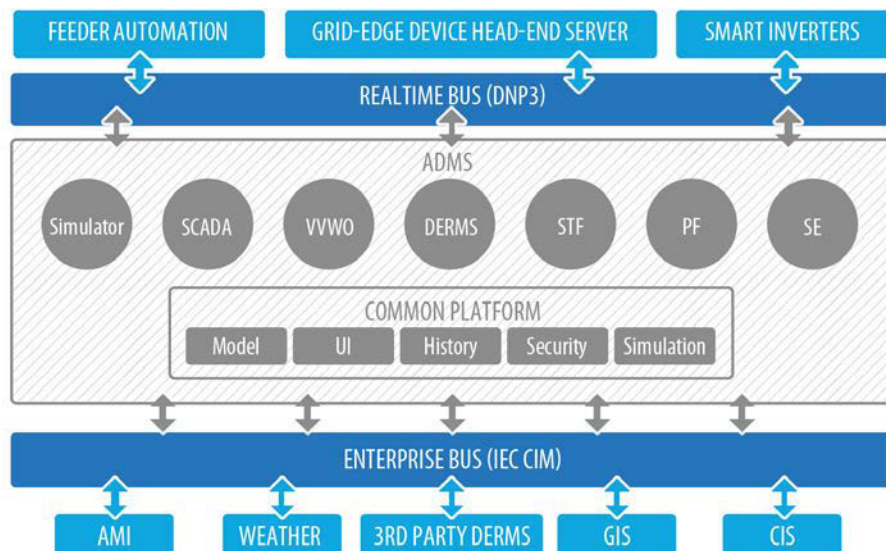 FEEDER AUTOMATION
GRID-EDGE DEVICE HEAD-END SERVER
SMART INVERTERS
REALTIME BUS (DNP3)
ADMS
Simulator
SCADA
VVWO
DERMS
STF
PF
SE
COMMON PLATFORM
Model
UI
History
Security
Simulation
ENTERPRISE BUS (IEC CIM)
AMI
WEATHER
3RD PARTY DERMS
GIS
CIS